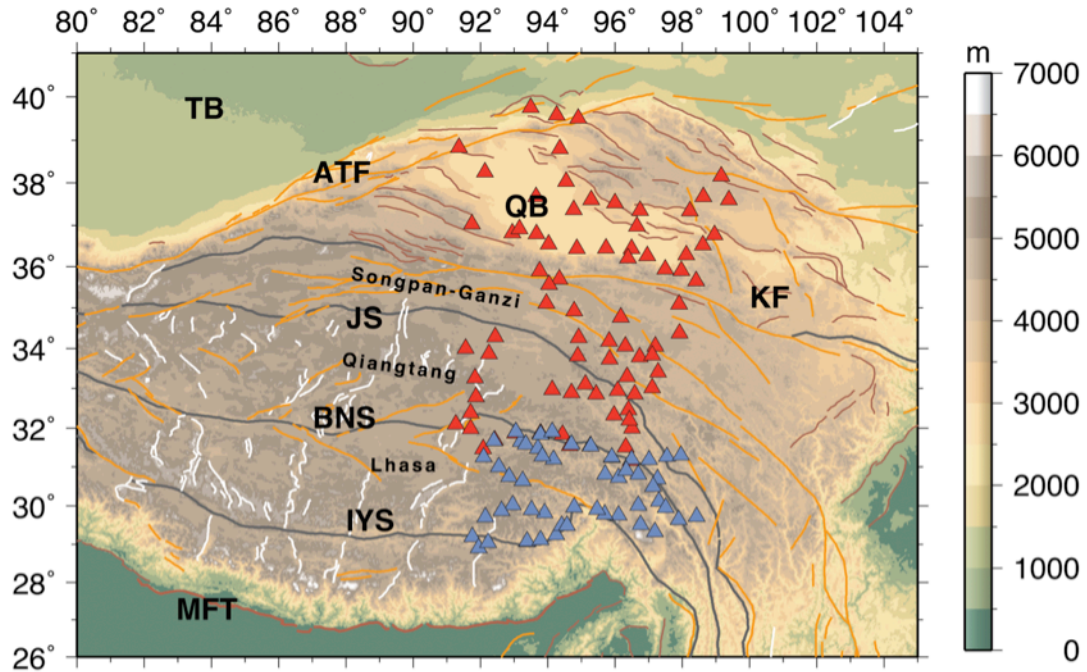 80° 82° 84° 86° 88° 90° 92° 94° 96° 98° 100° 102° 104°
m
7000
40°
TB
6000
ATF
38°
QB
5000
36°
Songpan-Ganzi
KF
4000
JS
34°
Qiangtang
3000
BNS
32°
Lhasa
2000
30°
IYS
1000
28°
MFT
26°
0